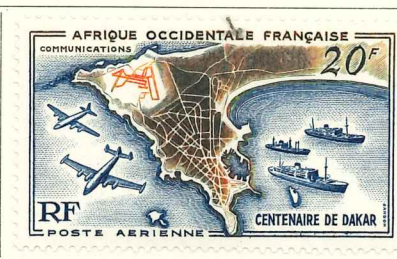 AFRIQUE OCCIDENTALE FRANÇAISE
COMMUNICATIONS
20F
RF
CENTENAIRE DE DAKAR
POSTE AERIENNE